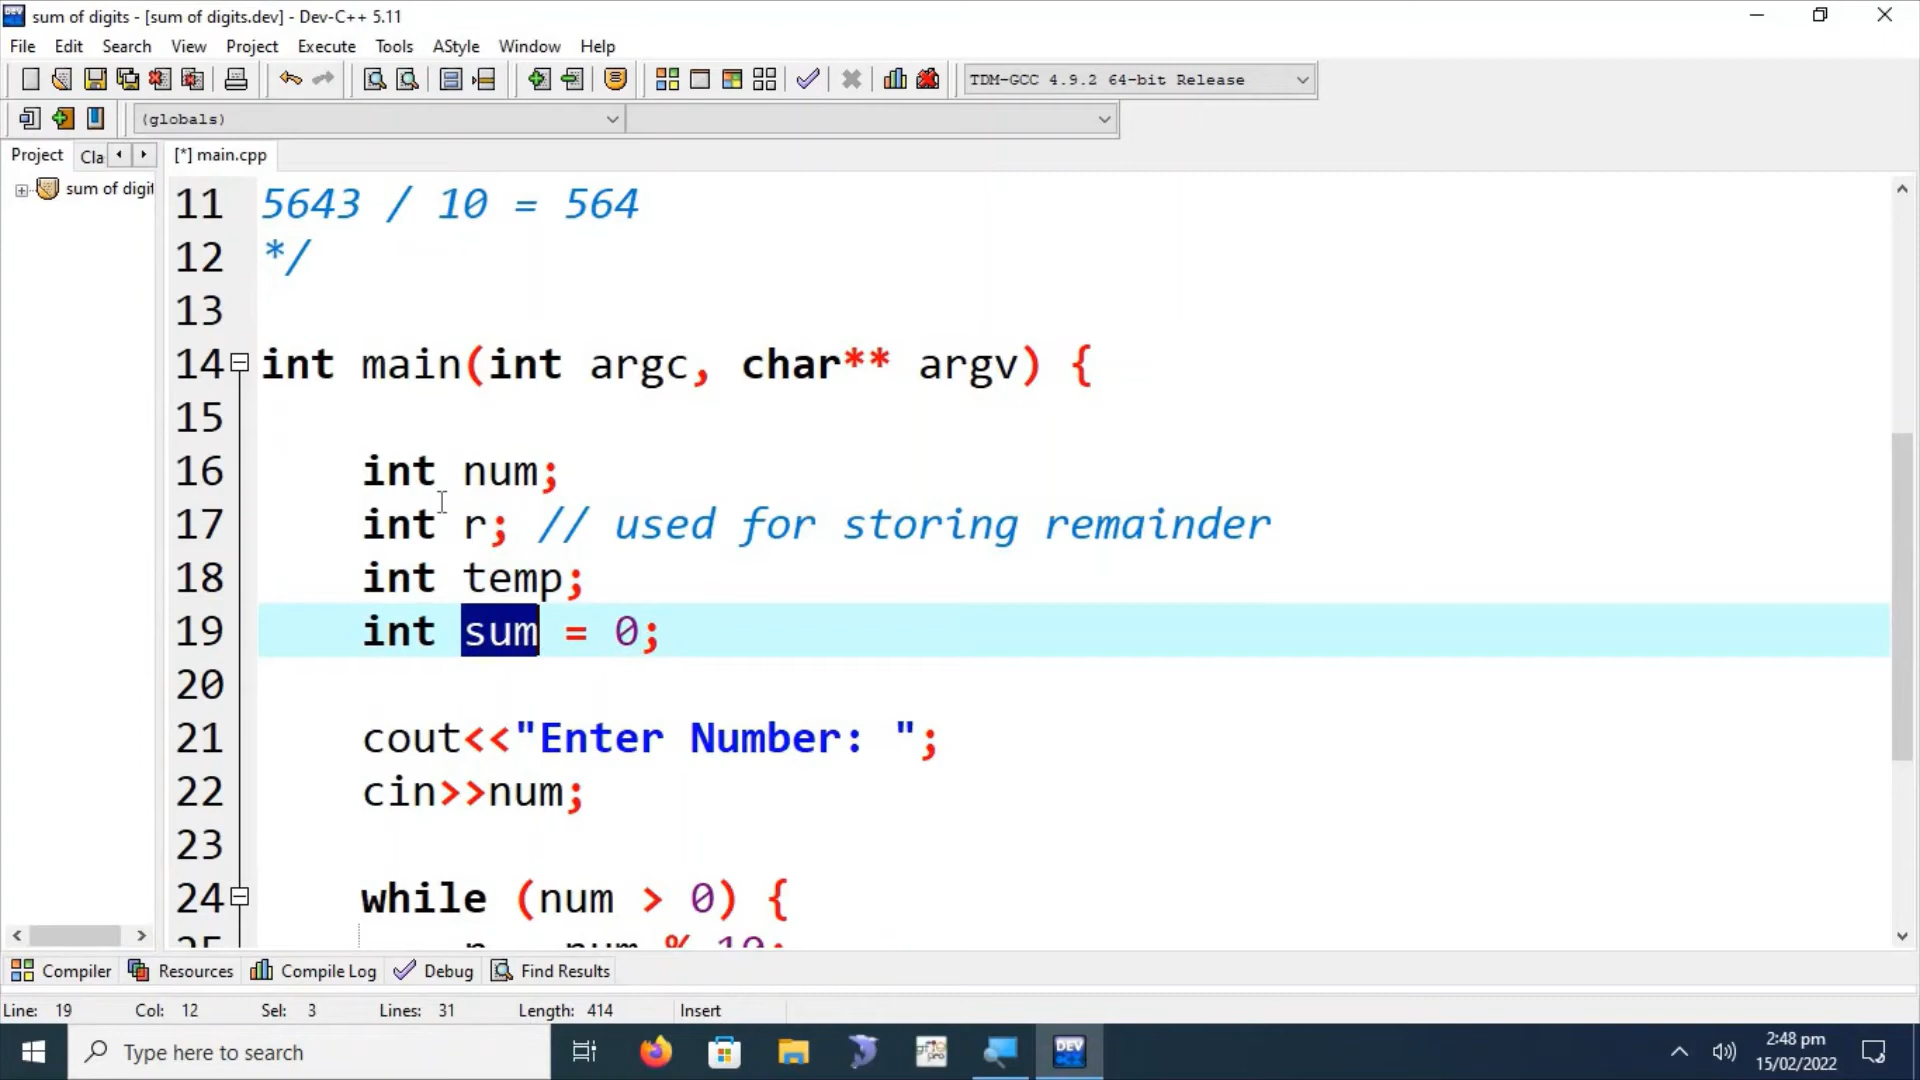 sum of digits - [sum of digits.dev] - Dev-C++ 5.11
File Edit Search View Project Execute Tools AStyle Window Help
TDM-GCC 4.9.2 64-bit Release
(globals)
Project Cla [*] main.cpp
sum of digit
11 5643 / 10 = 564
12 */
13
14 int main(int argc, char** argv) {
15
16 int num;
17 int r; // used for storing remainder
18 int temp;
19 int sum = 0;
20
21 cout<<"Enter Number: ";
22 cin>>num;
23
24 while (num > 0) {
25 r = num % 10;
Compiler Resources Compile Log Debug Find Results
Line: 19 Col: 12 Sel: 3 Lines: 31 Length: 414 Insert
Type here to search
DEV
2:48 pm
15/02/2022